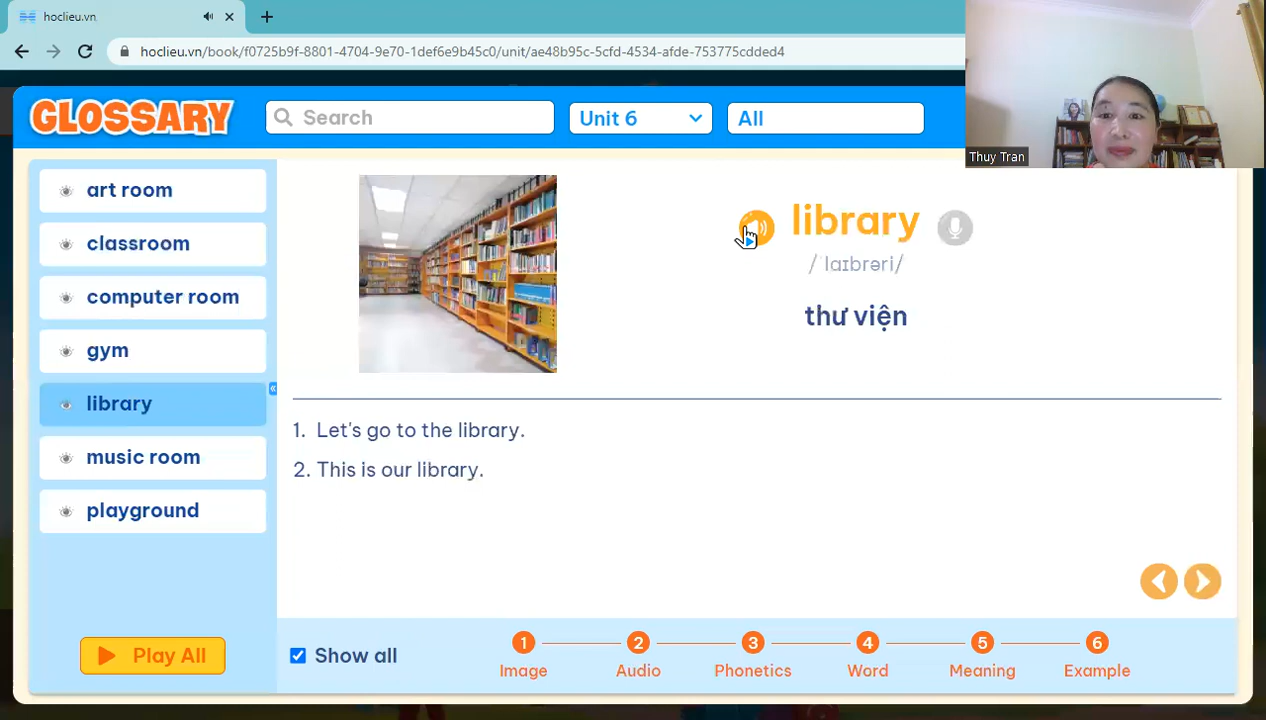 hoclieu.vn
hoclieu.vn/book/f0725b9f-8801-4704-9e70-1def6e9b45c0/unit/ae48b95c-5cfd-4534-afde-753775cdded4
GLOSSARY
Search
Unit 6
All
Thuy Tran
art room
classroom
computer room
gym
library
music room
playground
Play All
library
/ˈlaɪbrəri/
thư viện
1. Let's go to the library.
2. This is our library.
Show all
1 2 3 4 5 6
Image Audio Phonetics Word Meaning Example